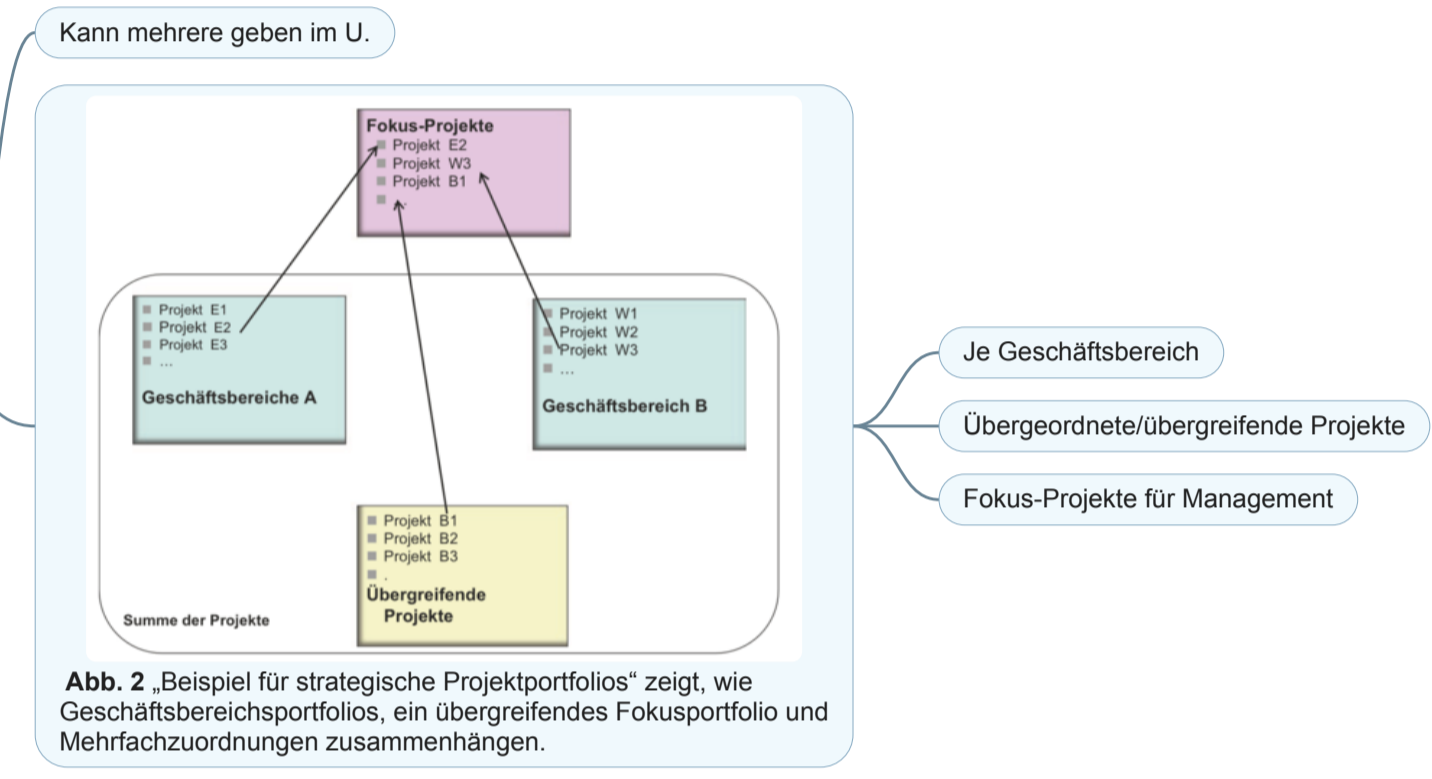 Kann mehrere geben im U.
Fokus-Projekte
Projekt E2
Projekt W3
Projekt B1
Projekt E1
Projekt E2
Projekt E3
...
Geschäftsbereiche A
Projekt W1
Projekt W2
Projekt W3
...
Geschäftsbereich B
Projekt B1
Projekt B2
Projekt B3
.
Übergreifende
Projekte
Summe der Projekte
Abb. 2 „Beispiel für strategische Projektportfolios“ zeigt, wie
Geschäftsbereichsportfolios, ein übergreifendes Fokusportfolio und
Mehrfachzuordnungen zusammenhängen.
Je Geschäftsbereich
Übergeordnete/übergreifende Projekte
Fokus-Projekte für Management